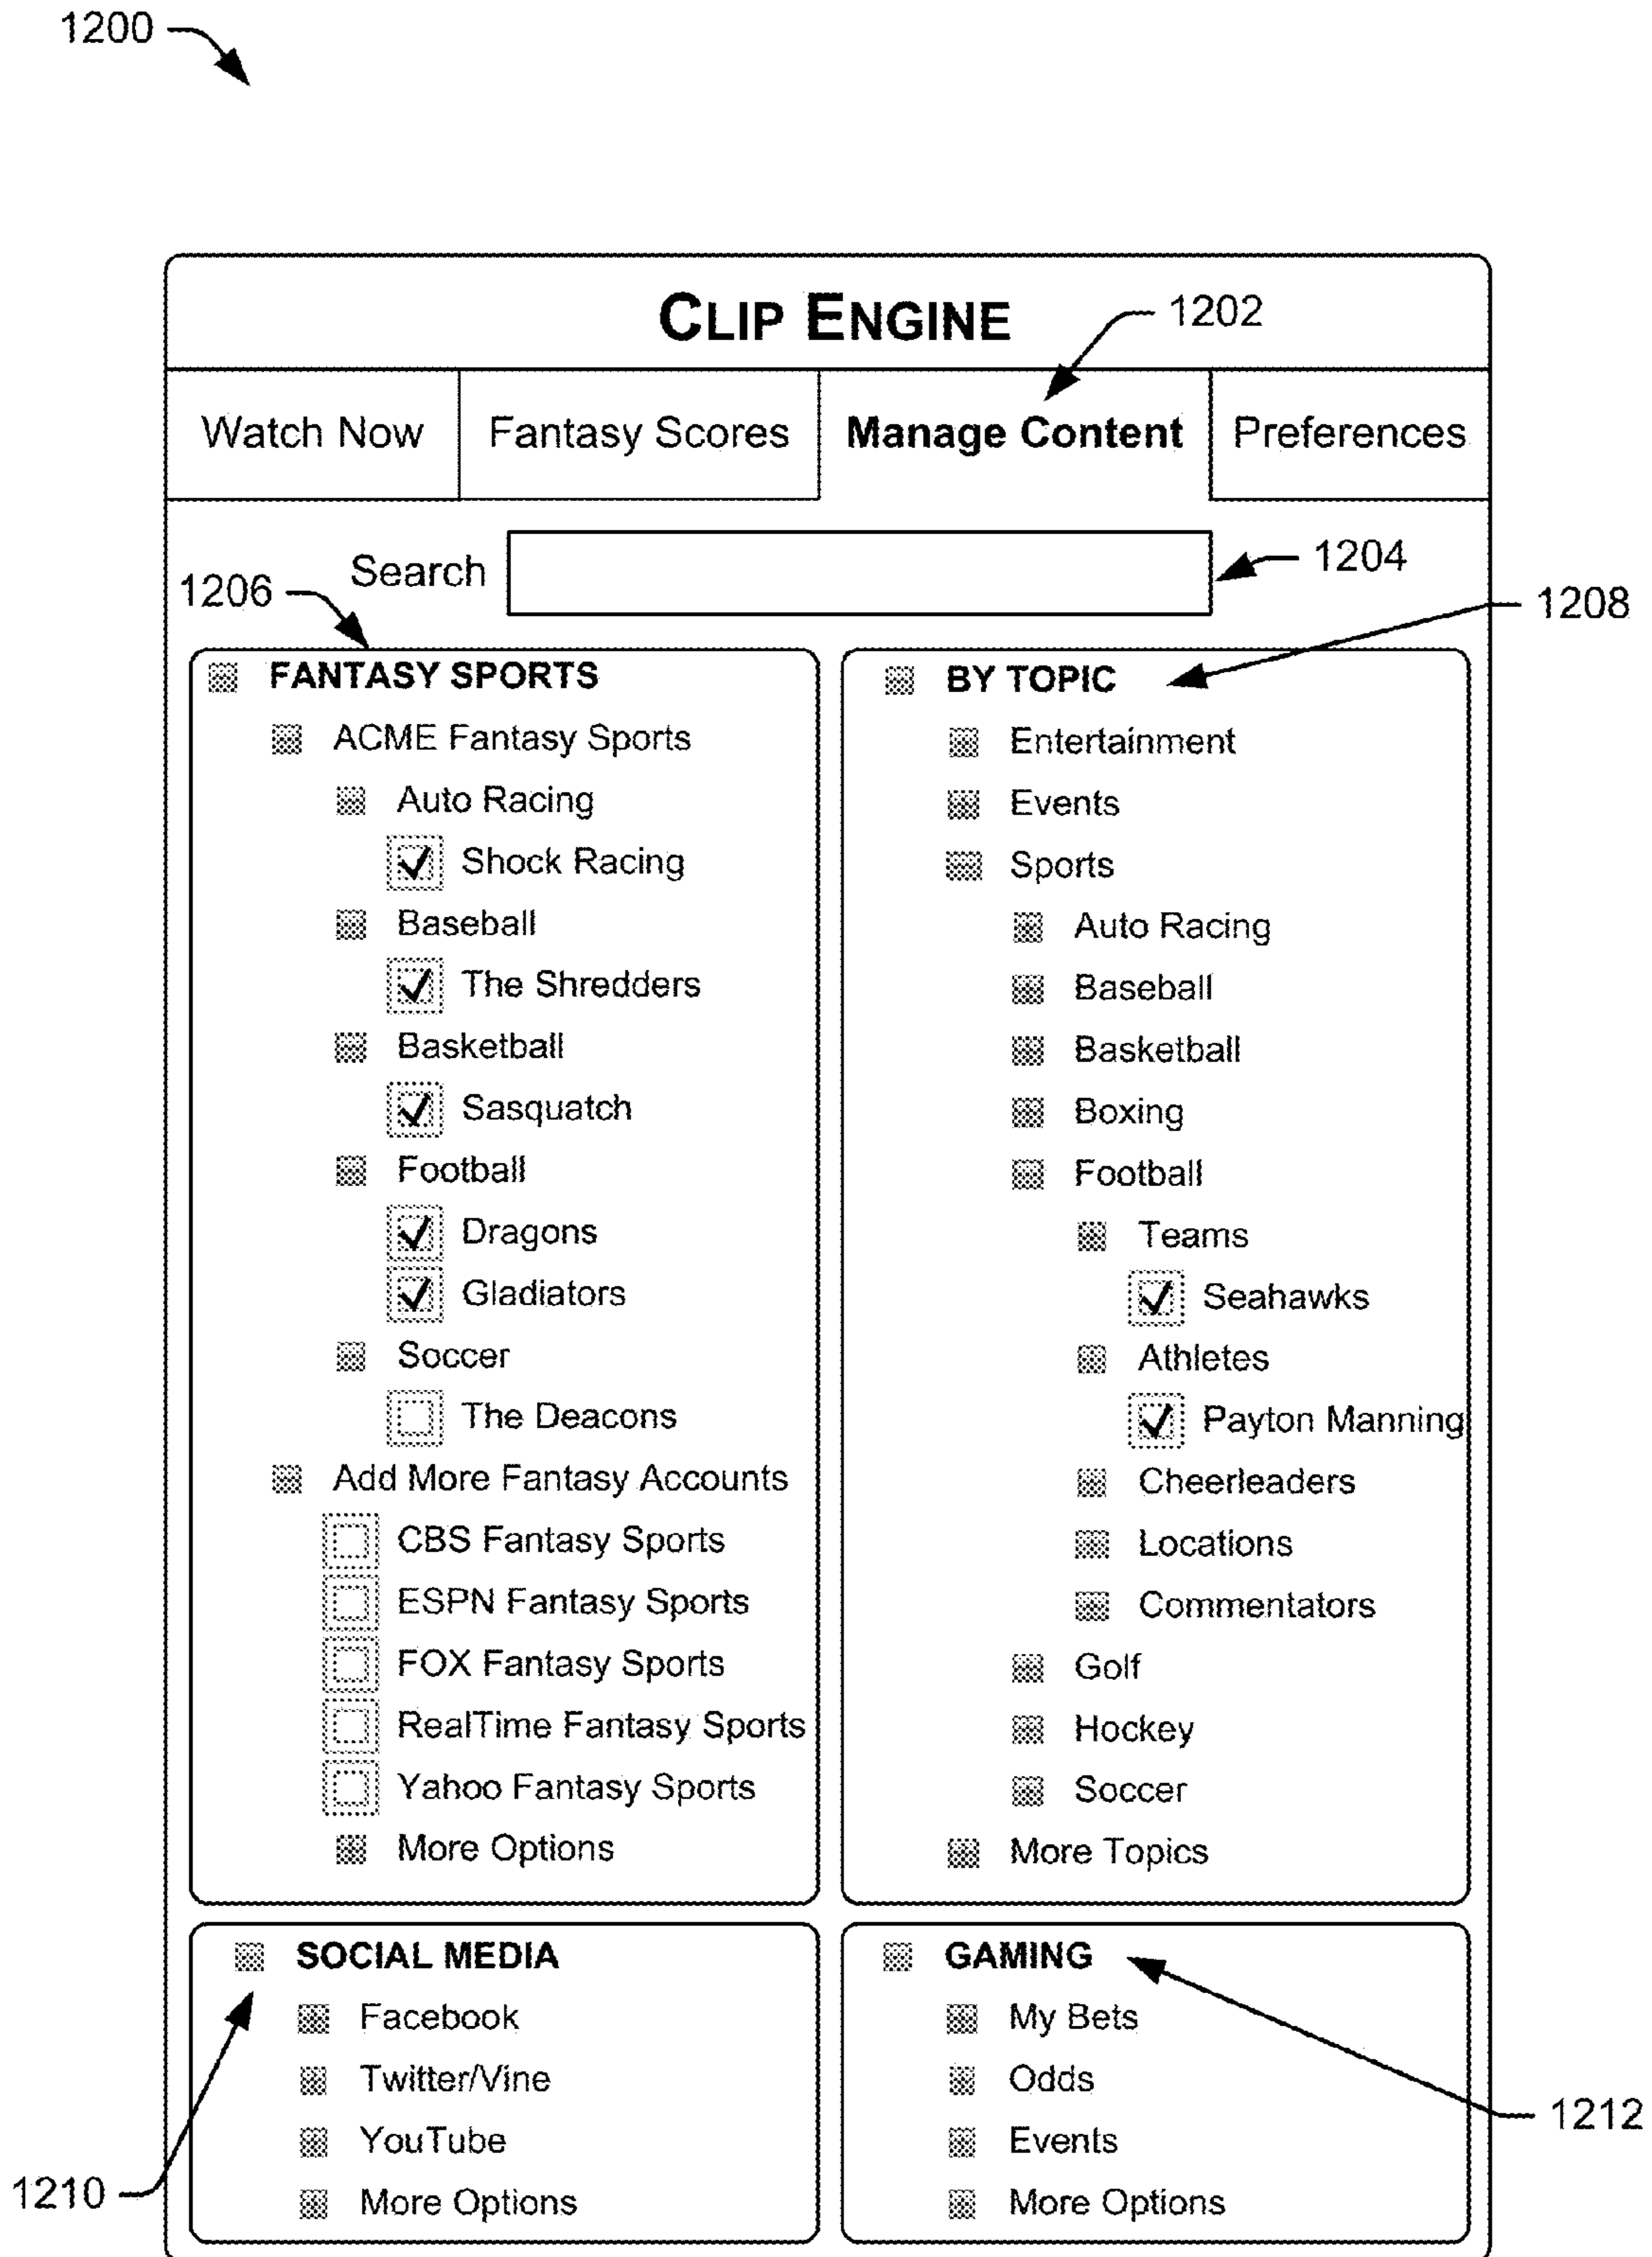 1200
CLIP ENGINE
1202
Watch Now
Fantasy Scores
Manage Content
Preferences
Search
1204
1206
1208
FANTASY SPORTS
ACME Fantasy Sports
Auto Racing
Shock Racing
Baseball
The Shredders
Basketball
Sasquatch
Football
Dragons
Gladiators
Soccer
The Deacons
Add More Fantasy Accounts
CBS Fantasy Sports
ESPN Fantasy Sports
FOX Fantasy Sports
RealTime Fantasy Sports
Yahoo Fantasy Sports
More Options
BY TOPIC
Entertainment
Events
Sports
Auto Racing
Baseball
Basketball
Boxing
Football
Teams
Seahawks
Athletes
Payton Manning
Cheerleaders
Locations
Commentators
Golf
Hockey
Soccer
More Topics
SOCIAL MEDIA
Facebook
Twitter/Vine
YouTube
More Options
1210
GAMING
My Bets
Odds
Events
More Options
1212